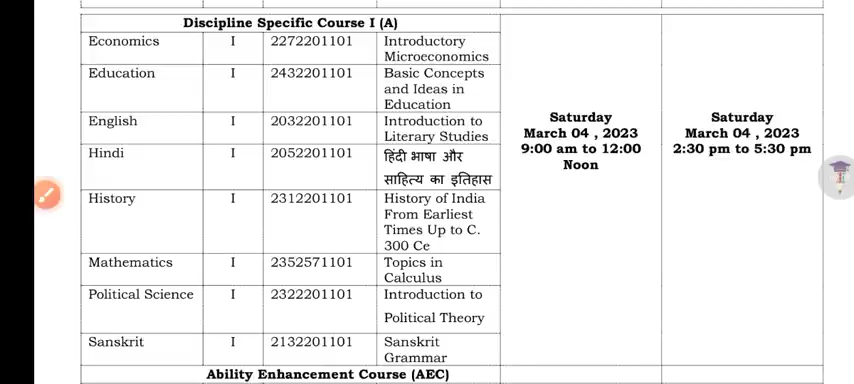 Discipline Specific Course I (A)
Economics I 2272201101 Introductory
Microeconomics
Education I 2432201101 Basic Concepts
and Ideas in
Education
English I 2032201101 Introduction to
Literary Studies
Hindi I 2052201101 हिंदी भाषा और
साहित्य का इतिहास
History I 2312201101 History of India
From Earliest
Times Up to C.
300 Ce
Mathematics I 2352571101 Topics in
Calculus
Political Science I 2322201101 Introduction to
Political Theory
Sanskrit I 2132201101 Sanskrit
Grammar
Saturday
March 04 , 2023
9:00 am to 12:00
Noon
Saturday
March 04 , 2023
2:30 pm to 5:30 pm
Ability Enhancement Course (AEC)